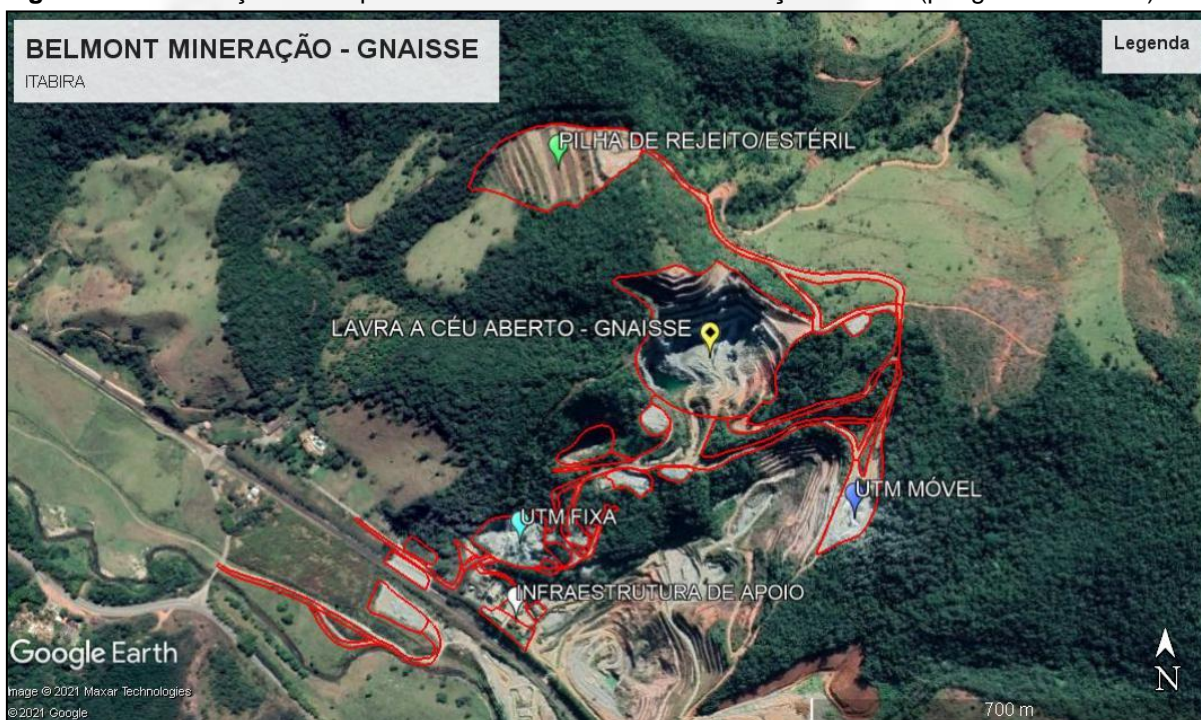 BELMONT MINERAÇÃO - GNAISSE
ITABIRA
Legenda
PILHA DE REJEITO/ESTÉRIL
LAVRA A CÉU ABERTO - GNAISSE
UTM MÓVEL
UTM FIXA
INFRAESTRUTURA DE APOIO
Google Earth
Image © 2021 Maxar Technologies
© 2021 Google
N
700 m